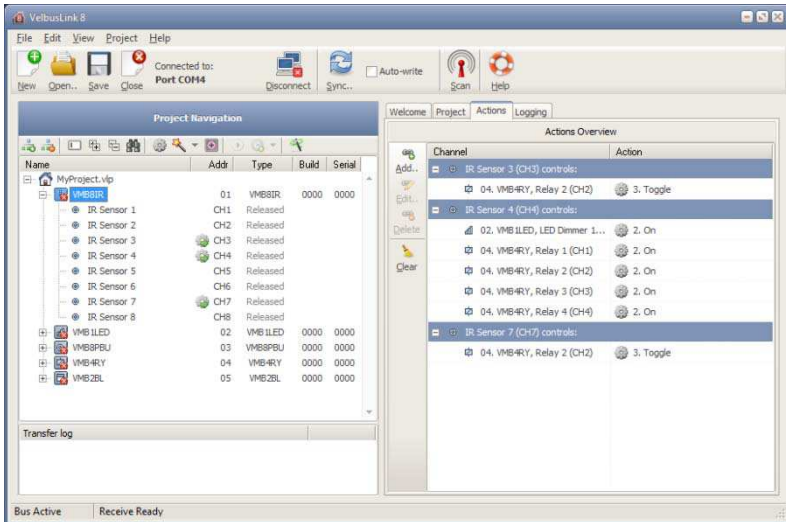 VelbusLink 8
File Edit View Project Help
New Open.. Save Close Connected to: Port COM4 Disconnect Sync.. Auto-write Scan Help
Project Navigation
Name Addr Type Build Serial
MyProject.vlp
VMB8IR 01 VMB8IR 0000 0000
IR Sensor 1 CH1 Released
IR Sensor 2 CH2 Released
IR Sensor 3 CH3 Released
IR Sensor 4 CH4 Released
IR Sensor 5 CH5 Released
IR Sensor 6 CH6 Released
IR Sensor 7 CH7 Released
IR Sensor 8 CH8 Released
VMB1LED 02 VMB1LED 0000 0000
VMB8PBU 03 VMB8PBU 0000 0000
VMB4RY 04 VMB4RY 0000 0000
VMB2BL 05 VMB2BL 0000 0000
Transfer log
Welcome Project Actions Logging
Actions Overview
Add..
Edit..
Delete
Clear
Channel Action
IR Sensor 3 (CH3) controls:
04. VMB4RY, Relay 2 (CH2) 3. Toggle
IR Sensor 4 (CH4) controls:
02. VMB1LED, LED Dimmer 1... 2. On
04. VMB4RY, Relay 1 (CH1) 2. On
04. VMB4RY, Relay 2 (CH2) 2. On
04. VMB4RY, Relay 3 (CH3) 2. On
04. VMB4RY, Relay 4 (CH4) 2. On
IR Sensor 7 (CH7) controls:
04. VMB4RY, Relay 2 (CH2) 3. Toggle
Bus Active Receive Ready